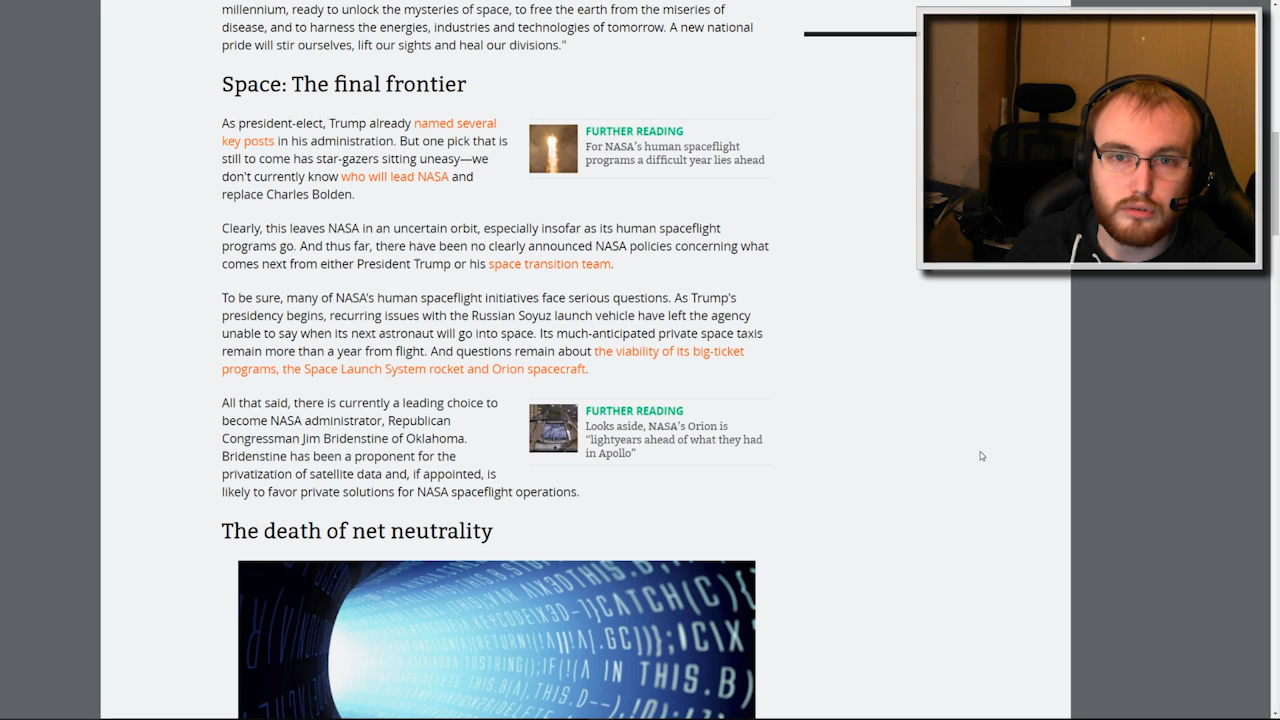 millennium, ready to unlock the mysteries of space, to free the earth from the miseries of
disease, and to harness the energies, industries and technologies of tomorrow. A new national
pride will stir ourselves, lift our sights and heal our divisions."
Space: The final frontier
As president-elect, Trump already named several
key posts in his administration. But one pick that is
still to come has star-gazers sitting uneasy—we
don't currently know who will lead NASA and
replace Charles Bolden.
FURTHER READING
For NASA's human spaceflight
programs a difficult year lies ahead
Clearly, this leaves NASA in an uncertain orbit, especially insofar as its human spaceflight
programs go. And thus far, there have been no clearly announced NASA policies concerning what
comes next from either President Trump or his space transition team.
To be sure, many of NASA's human spaceflight initiatives face serious questions. As Trump's
presidency begins, recurring issues with the Russian Soyuz launch vehicle have left the agency
unable to say when its next astronaut will go into space. Its much-anticipated private space taxis
remain more than a year from flight. And questions remain about the viability of its big-ticket
programs, the Space Launch System rocket and Orion spacecraft.
All that said, there is currently a leading choice to
become NASA administrator, Republican
Congressman Jim Bridenstine of Oklahoma.
Bridenstine has been a proponent for the
privatization of satellite data and, if appointed, is
likely to favor private solutions for NASA spaceflight operations.
FURTHER READING
Looks aside, NASA's Orion is
"lightyears ahead of what they had
in Apollo"
The death of net neutrality